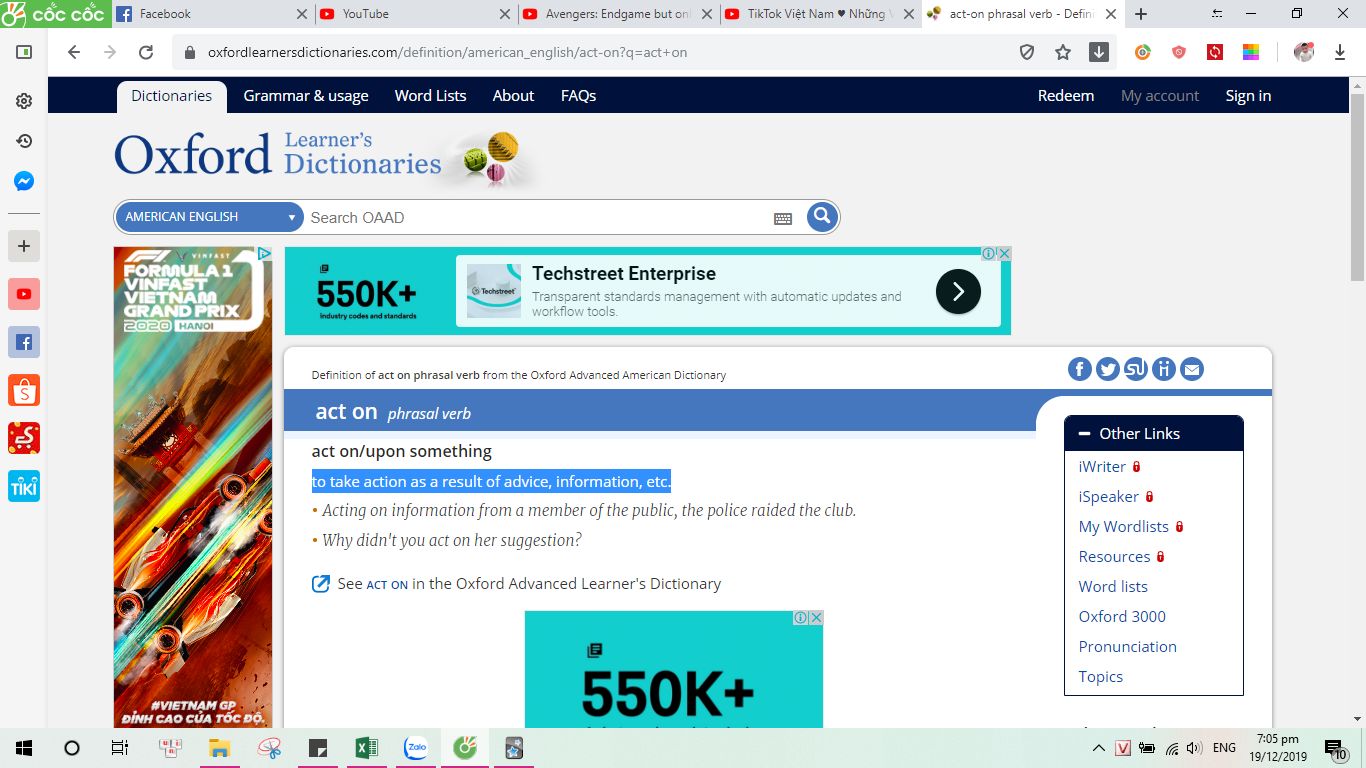 cốc cốc
Facebook
YouTube
Avengers: Endgame but onl
TikTok Việt Nam ♥ Những V
act-on phrasal verb - Defini
oxfordlearnersdictionaries.com/definition/american_english/act-on?q=act+on
Dictionaries
Grammar & usage
Word Lists
About
FAQs
Redeem
My account
Sign in
Oxford Learner's Dictionaries
AMERICAN ENGLISH
Search OAAD
VINFAST
FORMULA 1
VINFAST
VIETNAM
GRAND PRIX
2020 HANOI
#VIETNAM GP
ĐỈNH CAO CỦA TỐC ĐỘ.
550K+
industry codes and standards
Techstreet
Techstreet Enterprise
Transparent standards management with automatic updates and
workflow tools.
Definition of act on phrasal verb from the Oxford Advanced American Dictionary
act on phrasal verb
act on/upon something
to take action as a result of advice, information, etc.
• Acting on information from a member of the public, the police raided the club.
• Why didn't you act on her suggestion?
See ACT ON in the Oxford Advanced Learner's Dictionary
550K+
Other Links
iWriter
iSpeaker
My Wordlists
Resources
Word lists
Oxford 3000
Pronunciation
Topics
TIKI
Zalo
V
ENG
7:05 pm
19/12/2019
10